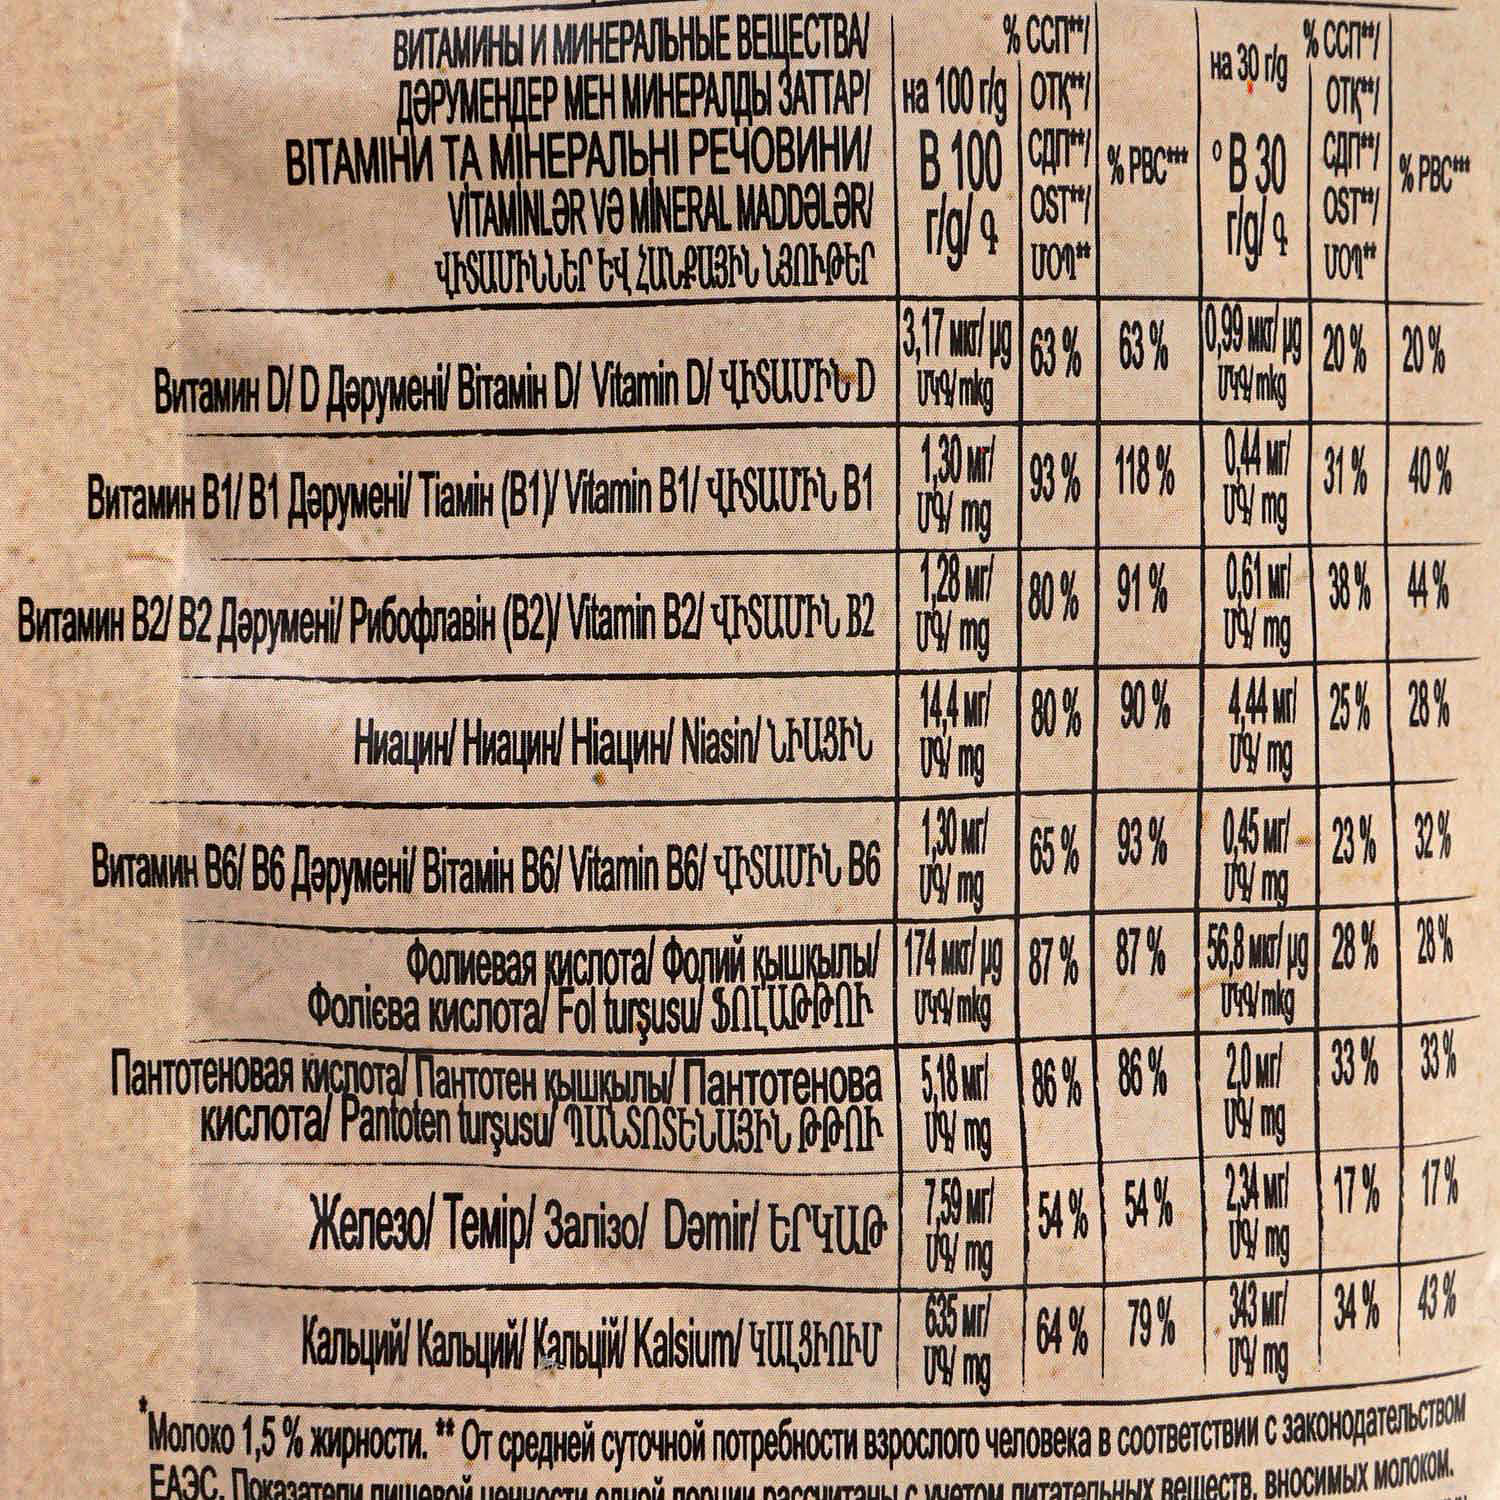 ВИТАМИНЫ И МИНЕРАЛЬНЫЕ ВЕЩЕСТВА/
ДӘРУМЕНДЕР МЕН МИНЕРАЛДЫ ЗАТТАР/
ВІТАМІНИ ТА МІНЕРАЛЬНІ РЕЧОВИНИ/
VİTAMİNLƏR VƏ MİNERAL MADDƏLƏR/
ՎԻՏԱՄԻՆՆԵՐ ԵՎ ՀԱՆՔԱՅԻՆ ՆՅՈՒԹԵՐ
на 100 г/g
В 100
г/g/ գ
% ССП**/
ОТҚ**/
СДП**/
OST**/
ՄՕՊ**
% РВС***
на 30 г/g
° В 30
г/g/ գ
% ССП**/
ОТҚ**/
СДП**/
OST**/
ՄՕՊ**
% РВС***
Витамин D/ D Дәрумені/ Вітамін D/ Vitamin D/ ՎԻՏԱՄԻՆ D
3,17 мкг/ µg
ՄԿԳ/ mkg
63 %
63 %
0,99 мкг/ µg
ՄԿԳ/ mkg
20 %
20 %
Витамин B1/ B1 Дәрумені/ Тіамін (B1)/ Vitamin B1/ ՎԻՏԱՄԻՆ B1
1,30 мг/
ՄԳ/ mg
93 %
118 %
0,44 мг/
ՄԳ/ mg
31 %
40 %
Витамин B2/ B2 Дәрумені/ Рибофлавін (B2)/ Vitamin B2/ ՎԻՏԱՄԻՆ B2
1,28 мг/
ՄԳ/ mg
80 %
91 %
0,61 мг/
ՄԳ/ mg
38 %
44 %
Ниацин/ Ниацин/ Ніацин/ Niasin/ ՆԻԱՑԻՆ
14,4 мг/
ՄԳ/ mg
80 %
90 %
4,44 мг/
ՄԳ/ mg
25 %
28 %
Витамин B6/ B6 Дәрумені/ Вітамін B6/ Vitamin B6/ ՎԻՏԱՄԻՆ B6
1,30 мг/
ՄԳ/ mg
65 %
93 %
0,45 мг/
ՄԳ/ mg
23 %
32 %
Фолиевая кислота/ Фолий қышқылы/
Фолієва кислота/ Fol turşusu/ ՖՈԼԱԹԹՈՒ
174 мкг/ µg
ՄԿԳ/ mkg
87 %
87 %
56,8 мкг/ µg
ՄԿԳ/ mkg
28 %
28 %
Пантотеновая кислота/ Пантотен қышқылы/ Пантотенова
кислота/ Pantoten turşusu/ ՊԱՆՏՈՏԵՆԱՅԻՆ ԹԹՈՒ
5,18 мг/
ՄԳ/ mg
86 %
86 %
2,0 мг/
ՄԳ/ mg
33 %
33 %
Железо/ Темір/ Залізо/ Dəmir/ ԵՐԿԱԹ
7,59 мг/
ՄԳ/ mg
54 %
54 %
2,34 мг/
ՄԳ/ mg
17 %
17 %
Кальций/ Кальций/ Кальцій/ Kalsium/ ԿԱԼՑԻՈՒՄ
635 мг/
ՄԳ/ mg
64 %
79 %
343 мг/
ՄԳ/ mg
34 %
43 %
*Молоко 1,5 % жирности. ** От средней суточной потребности взрослого человека в соответствии с законодательством
ЕАЭС. Показатели пищевой ценности одной порции рассчитаны с учетом питательных веществ, вносимых молоком.